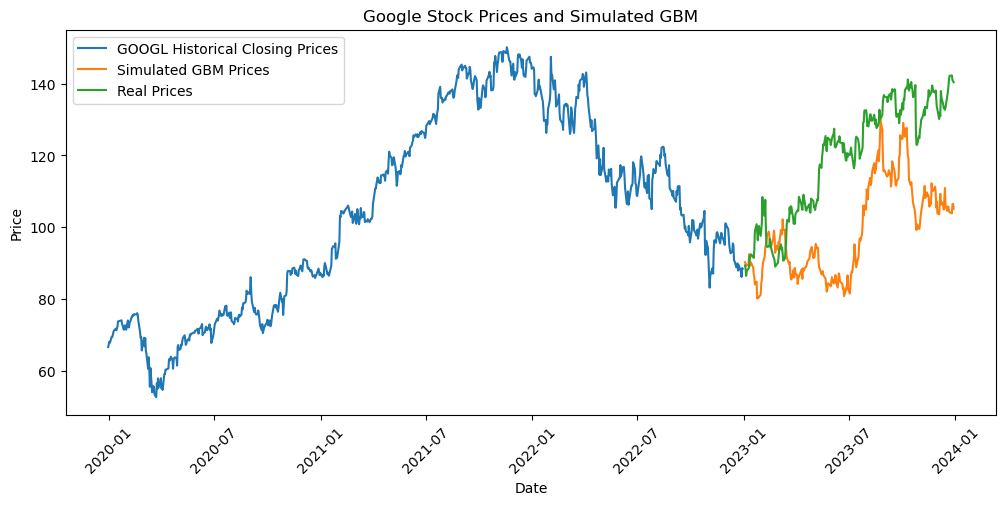 Google Stock Prices and Simulated GBM
GOOGL Historical Closing Prices
Simulated GBM Prices
Real Prices
Price
140
120
100
80
60
2020-01
2020-07
2021-01
2021-07
2022-01
2022-07
2023-01
2023-07
2024-01
Date